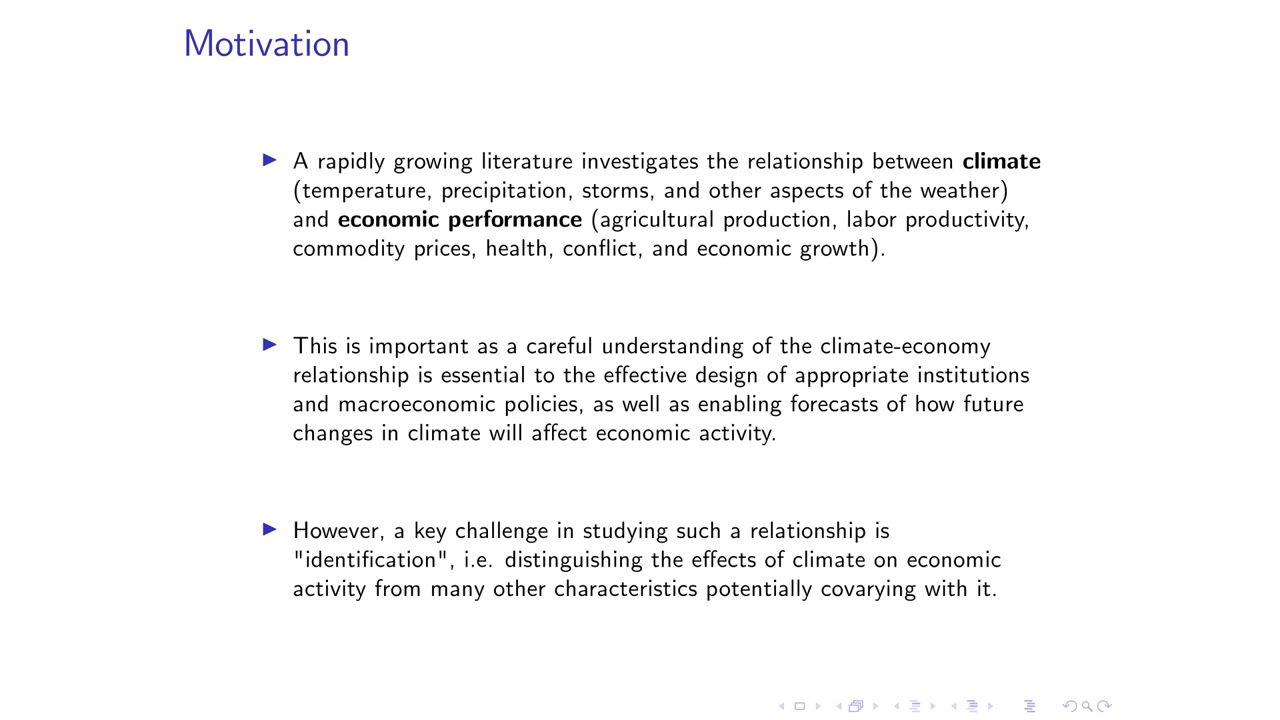 Motivation
A rapidly growing literature investigates the relationship between climate
(temperature, precipitation, storms, and other aspects of the weather)
and economic performance (agricultural production, labor productivity,
commodity prices, health, conflict, and economic growth).
This is important as a careful understanding of the climate-economy
relationship is essential to the effective design of appropriate institutions
and macroeconomic policies, as well as enabling forecasts of how future
changes in climate will affect economic activity.
However, a key challenge in studying such a relationship is
"identification", i.e. distinguishing the effects of climate on economic
activity from many other characteristics potentially covarying with it.